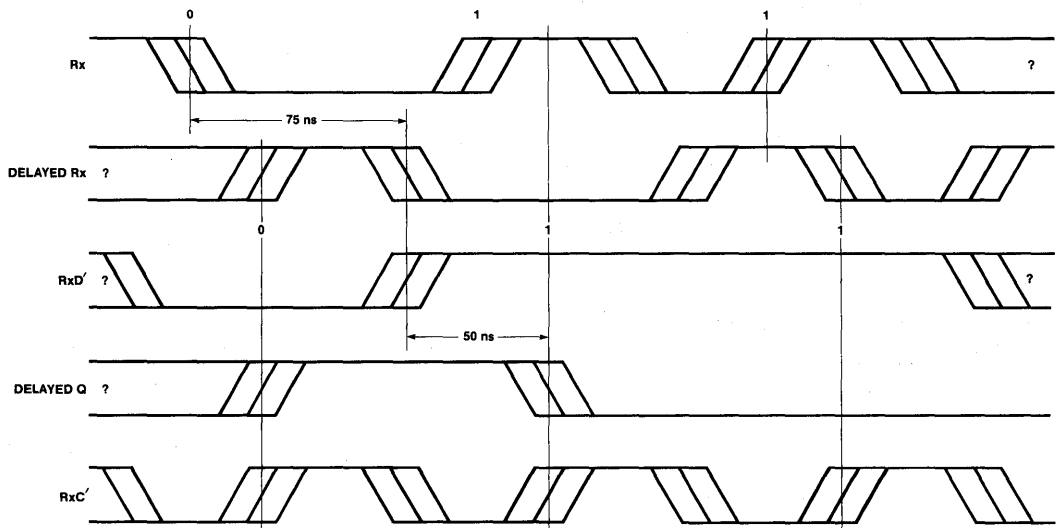 0 1 1
Rx ?
75 ns
DELAYED Rx ?
0 1 1
RxD' ? ?
50 ns
DELAYED Q ?
RxC'